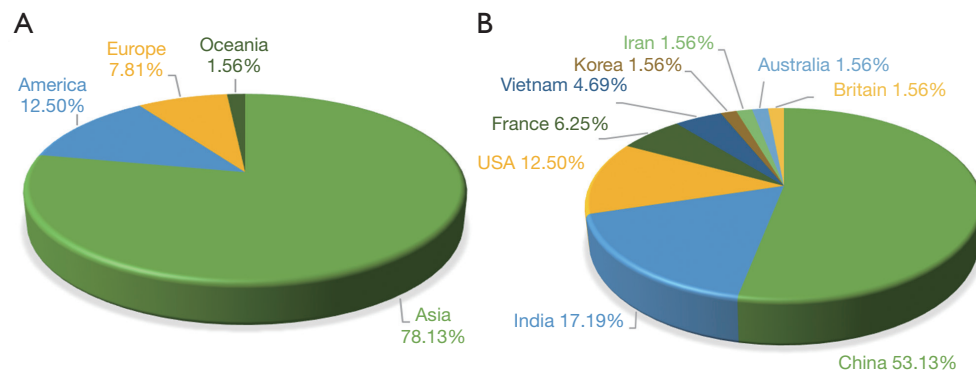 A
Europe
7.81%
Oceania
1.56%
America
12.50%
Asia
78.13%
B
Iran 1.56%
Korea 1.56%
Vietnam 4.69%
France 6.25%
USA 12.50%
Australia 1.56%
Britain 1.56%
India 17.19%
China 53.13%